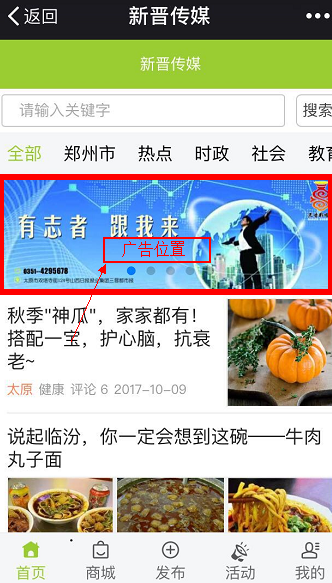 返回
新晋传媒
新晋传媒
请输入关键字
搜索
全部 郑州市 热点 时政 社会 教育
有志者 跟我来
广告位置
0351-4295678
秋季"神瓜"，家家都有！
搭配一宝，护心脑，抗衰
老~
太原 健康 评论 6 2017-10-09
说起临汾，你一定会想到这碗——牛肉
丸子面
首页 商城 发布 活动 我的